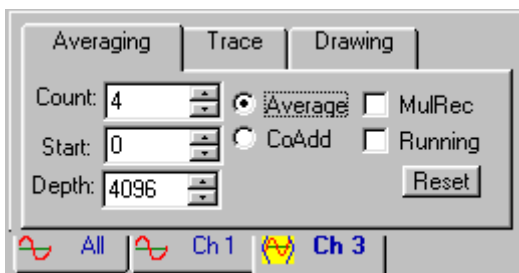 Averaging Trace Drawing
Count: 4 Average MulRec
Start: 0 CoAdd Running
Depth: 4096 Reset
All Ch 1 Ch 3